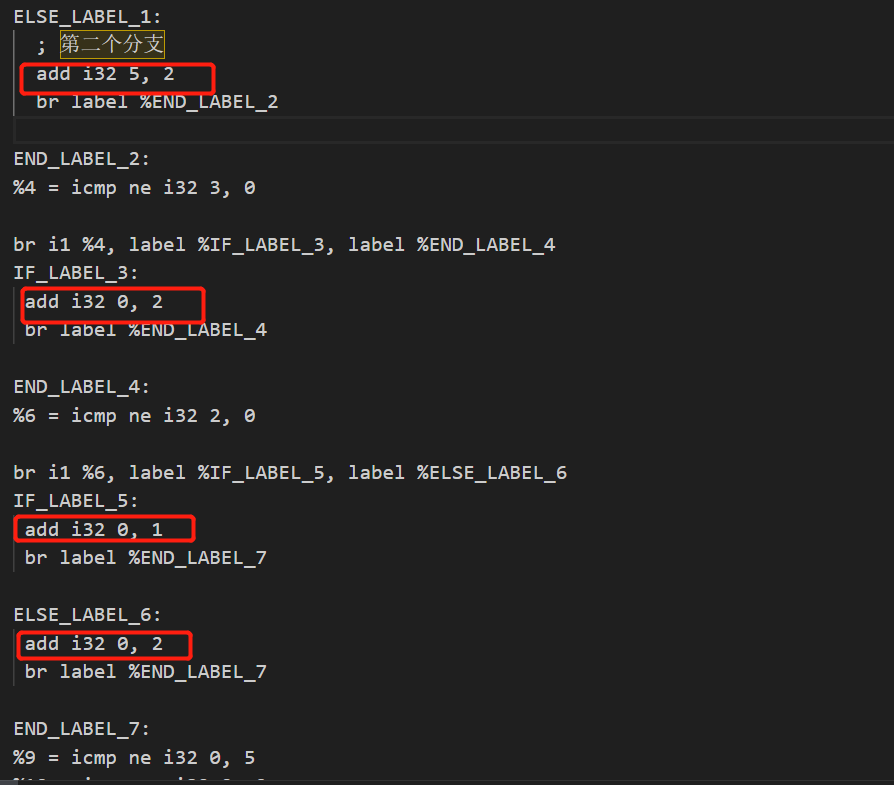 ELSE_LABEL_1:
; 第二个分支
add i32 5, 2
br label %END_LABEL_2
END_LABEL_2:
%4 = icmp ne i32 3, 0
br i1 %4, label %IF_LABEL_3, label %END_LABEL_4
IF_LABEL_3:
add i32 0, 2
br label %END_LABEL_4
END_LABEL_4:
%6 = icmp ne i32 2, 0
br i1 %6, label %IF_LABEL_5, label %ELSE_LABEL_6
IF_LABEL_5:
add i32 0, 1
br label %END_LABEL_7
ELSE_LABEL_6:
add i32 0, 2
br label %END_LABEL_7
END_LABEL_7:
%9 = icmp ne i32 0, 5